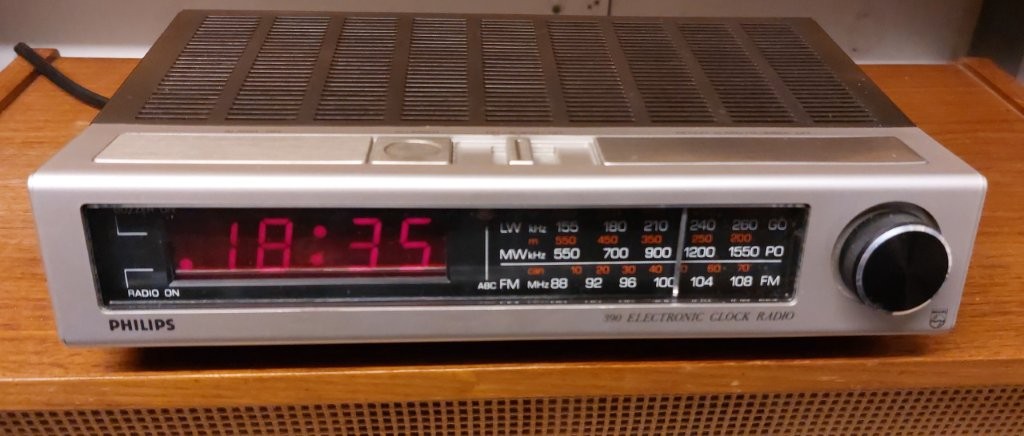 18:35
LW kHz 155 180 210 240 260 GO
m 550 450 350 250 200
MW kHz 550 700 900 1200 1550 PO
can 10 20 30 40 60 70
ABC FM MHz 88 92 96 100 104 108 FM
RADIO ON
PHILIPS
390 ELECTRONIC CLOCK RADIO